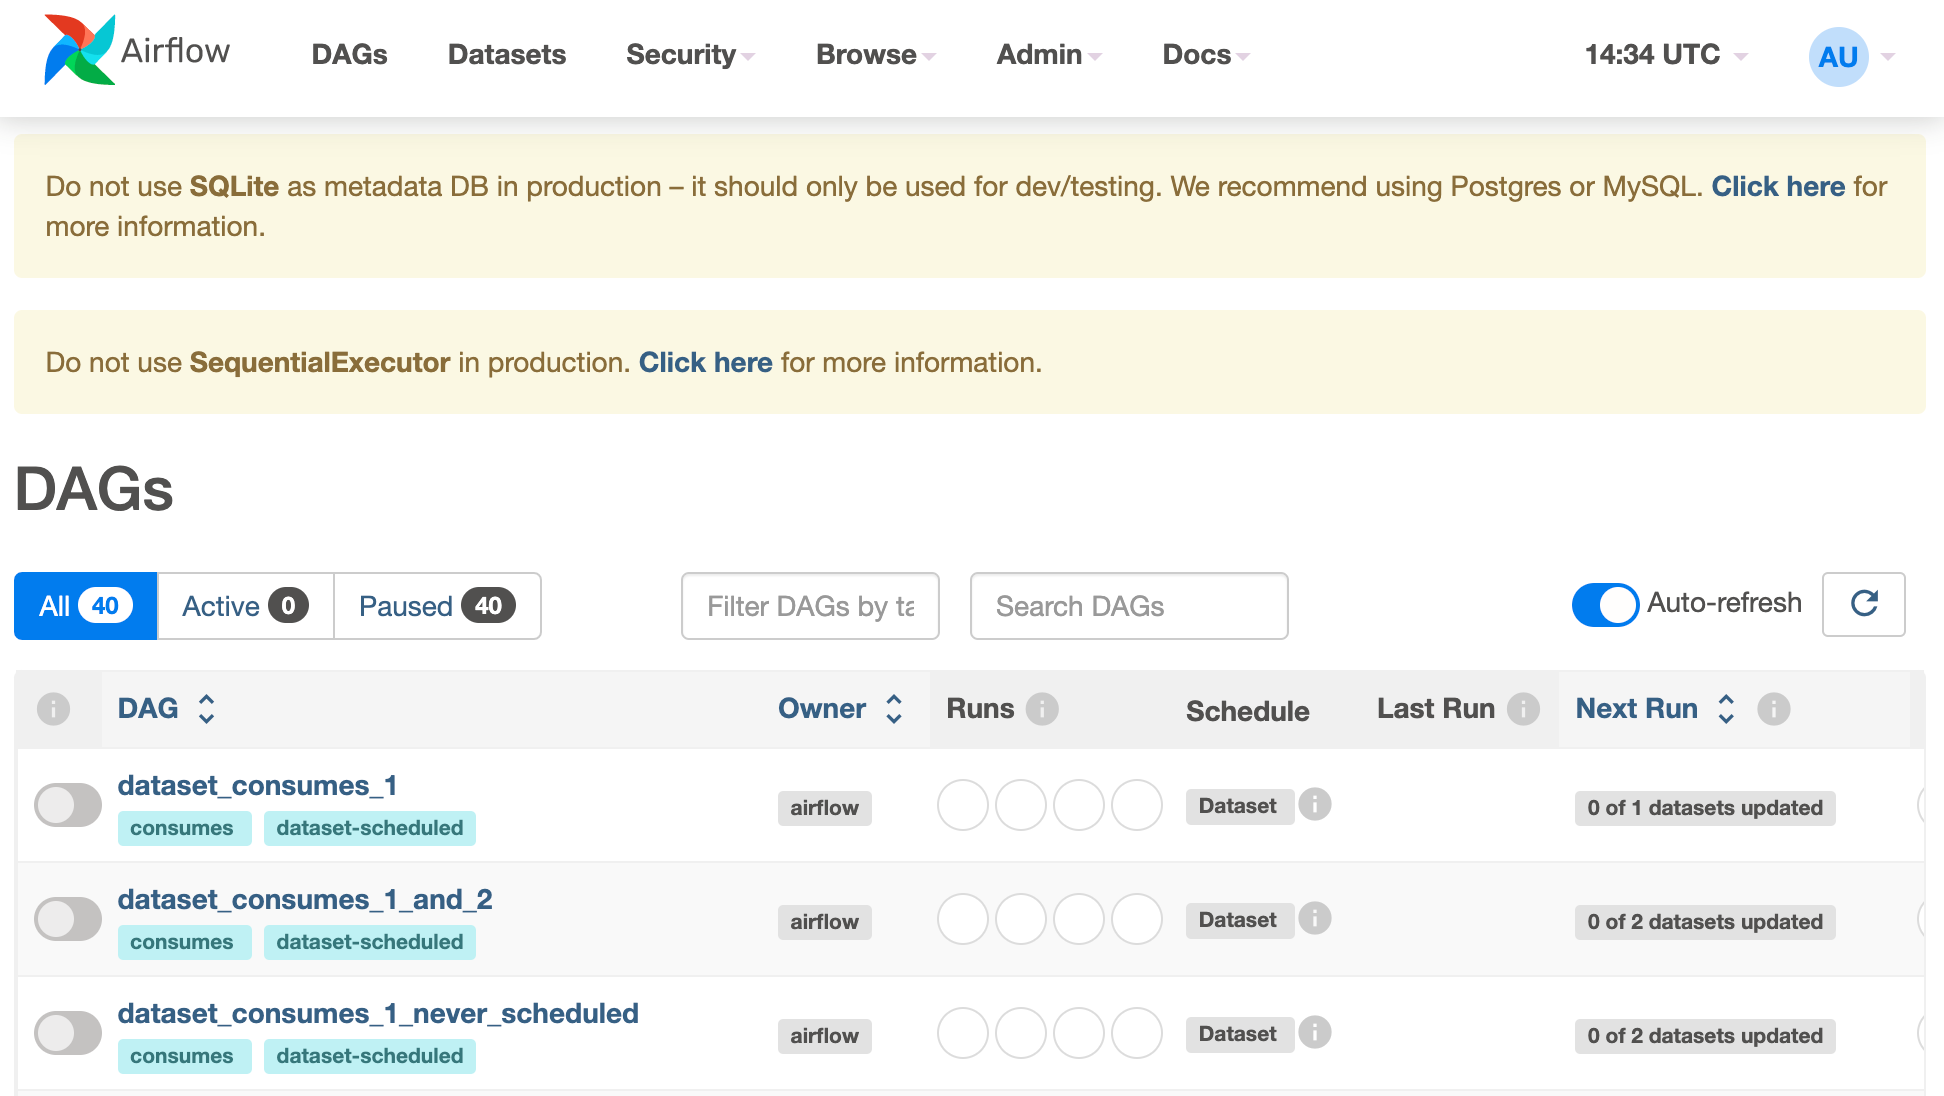 Airflow DAGs Datasets Security Browse Admin Docs 14:34 UTC AU
Do not use SQLite as metadata DB in production – it should only be used for dev/testing. We recommend using Postgres or MySQL. Click here for
more information.
Do not use SequentialExecutor in production. Click here for more information.
DAGs
All 40 Active 0 Paused 40 Filter DAGs by ta Search DAGs Auto-refresh
i DAG Owner Runs i Schedule Last Run i Next Run i
dataset_consumes_1
consumes dataset-scheduled airflow Dataset i 0 of 1 datasets updated
dataset_consumes_1_and_2
consumes dataset-scheduled airflow Dataset i 0 of 2 datasets updated
dataset_consumes_1_never_scheduled
consumes dataset-scheduled airflow Dataset i 0 of 2 datasets updated